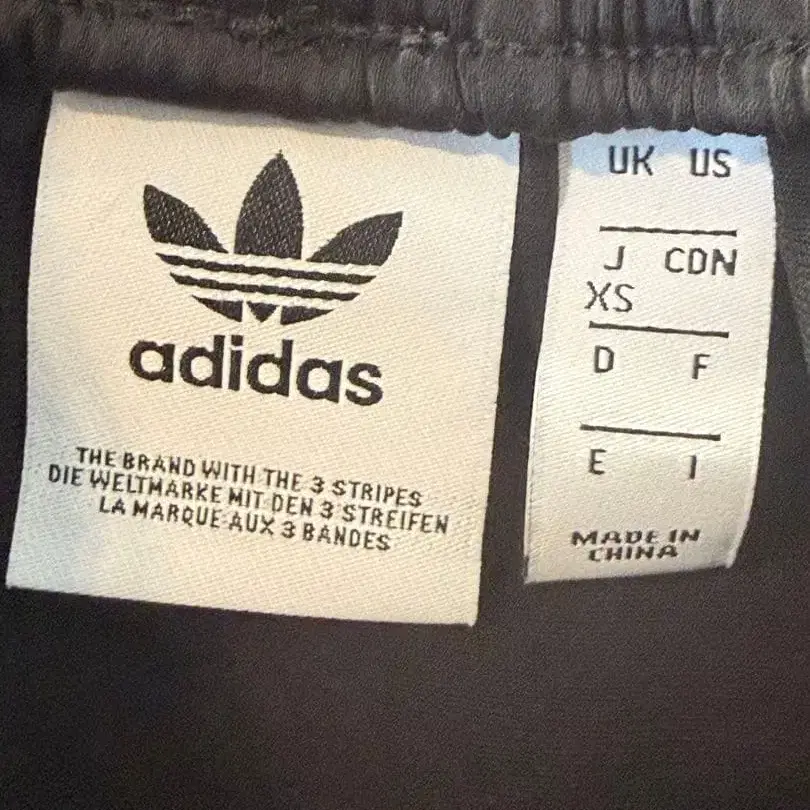 adidas
THE BRAND WITH THE 3 STRIPES
DIE WELTMARKE MIT DEN 3 STREIFEN
LA MARQUE AUX 3 BANDES
UK US
J CDN
XS
D F
E I
MADE IN
CHINA